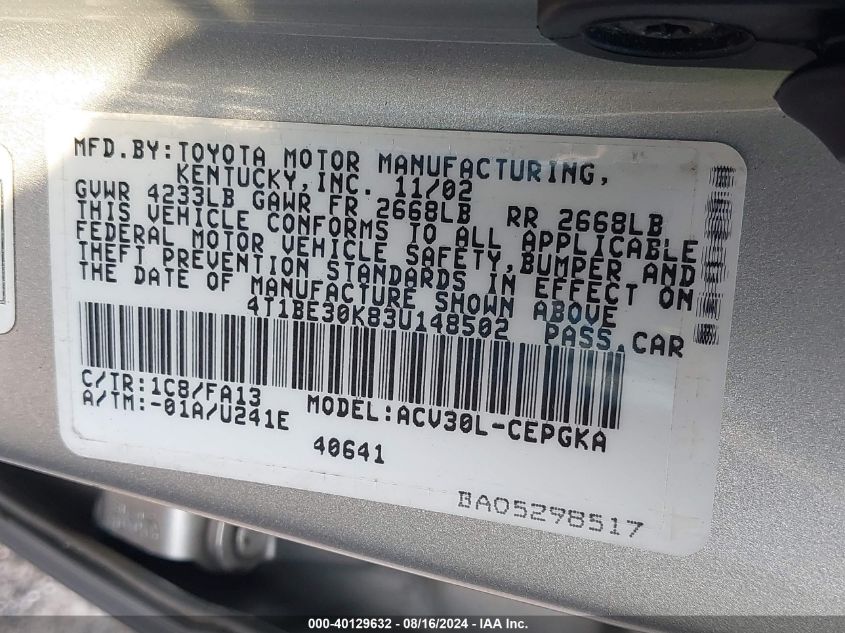 MFD.BY:TOYOTA MOTOR MANUFACTURING,
KENTUCKY,INC. 11/02
GVWR 4233LB GAWR FR 2668LB RR 2668LB
THIS VEHICLE CONFORMS TO ALL APPLICABLE
FEDERAL MOTOR VEHICLE SAFETY,BUMPER AND
THEFT PREVENTION STANDARDS IN EFFECT ON
THE DATE OF MANUFACTURE SHOWN ABOVE
4T1BE30K83U148502 PASS.CAR
C/TR:1C8/FA13 MODEL:ACV30L-CEPGKA
A/TM:-01A/U241E
40641
BA05298517
000-40129632 - 08/16/2024 - IAA Inc.